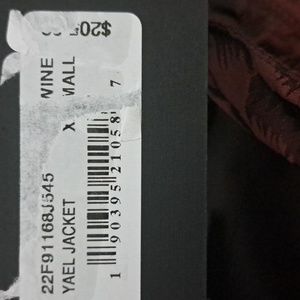 22F91168J545 WINE
YAEL JACKET X MALL
1 90395 21058 7